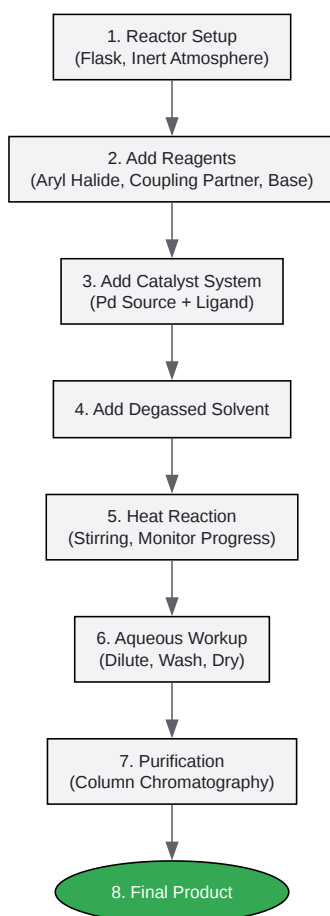 1. Reactor Setup
(Flask, Inert Atmosphere)
2. Add Reagents
(Aryl Halide, Coupling Partner, Base)
3. Add Catalyst System
(Pd Source + Ligand)
4. Add Degassed Solvent
5. Heat Reaction
(Stirring, Monitor Progress)
6. Aqueous Workup
(Dilute, Wash, Dry)
7. Purification
(Column Chromatography)
8. Final Product